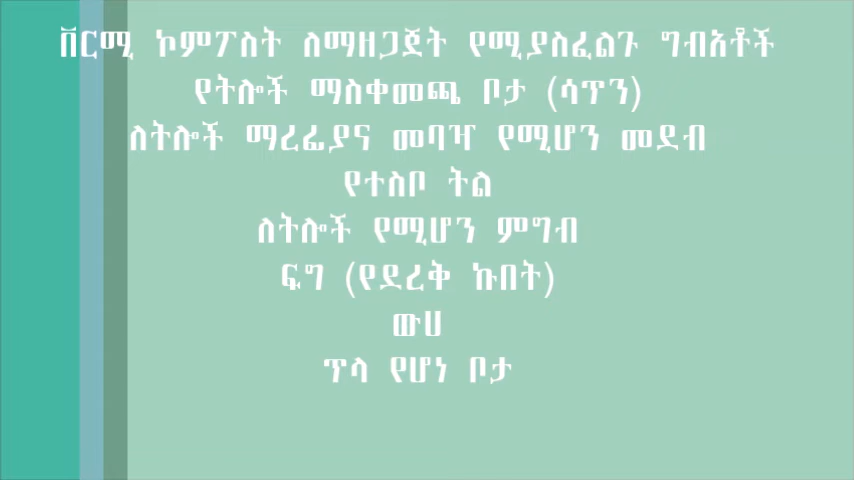 ቨርሚ ኮምፖስት ለማዘጋጀት የሚያስፈልጉ ግብአቶች
የትሎች ማስቀመጫ ቦታ (ሳጥን)
ለትሎች ማረፊያና መባዣ የሚሆን መደብ
የተስቦ ትል
ለትሎች የሚሆን ምግብ
ፍግ (የደረቅ ኩበት)
ውሀ
ጥላ የሆነ ቦታ